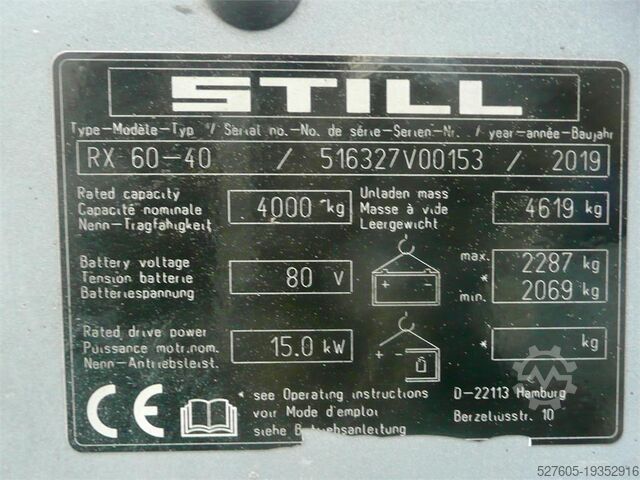 STILL
Type-Modèle-Typ / Serial no.-No. de série-Serien-Nr. / year-année-Baujahr
RX 60-40 / 516327V00153 / 2019
Rated capacity
Capacité nominale
Nenn-Tragfähigkeit
4000 kg
Unladen mass
Masse à vide
Leergewicht
4619 kg
Battery voltage
Tension batterie
Batteriespannung
80 V
+ -
max. 2287 kg
*
min. 2069 kg
Rated drive power
Puissance motr.nom.
Nenn-Antriebsleist.
15.0 kW
+ -
* kg
CE
* see Operating instructions
voir Mode d'emploi
siehe Betriebsanleitung
D-22113 Hamburg
Berzeliusstr. 10
527605-19352916